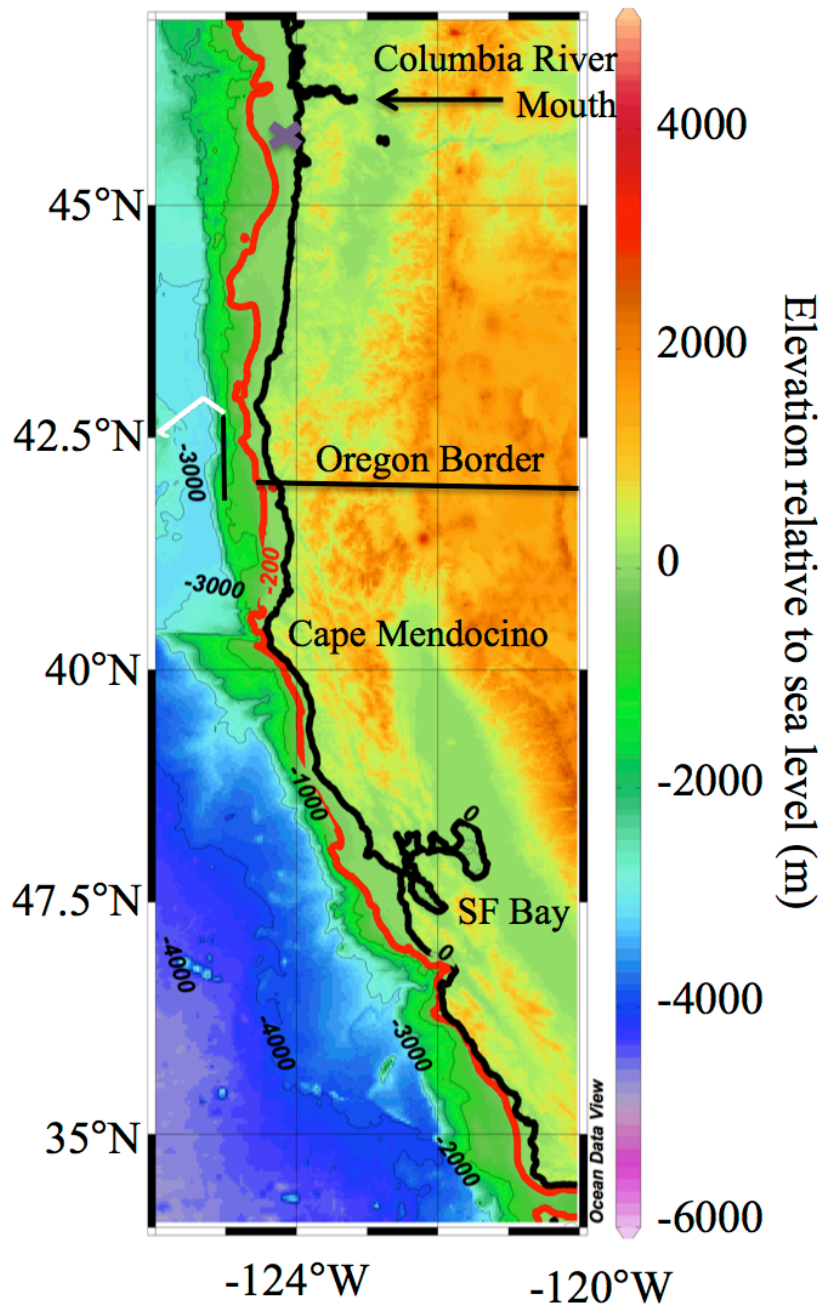 Columbia River
Mouth
4000
45°N
2000
42.5°N
-3000
Oregon Border
0
-200
-3000
Cape Mendocino
40°N
-1000
-2000
0
47.5°N
SF Bay
0
-4000
-4000
-3000
-4000
35°N
-2000
Ocean Data View
-6000
-124°W
-120°W
Elevation relative to sea level (m)